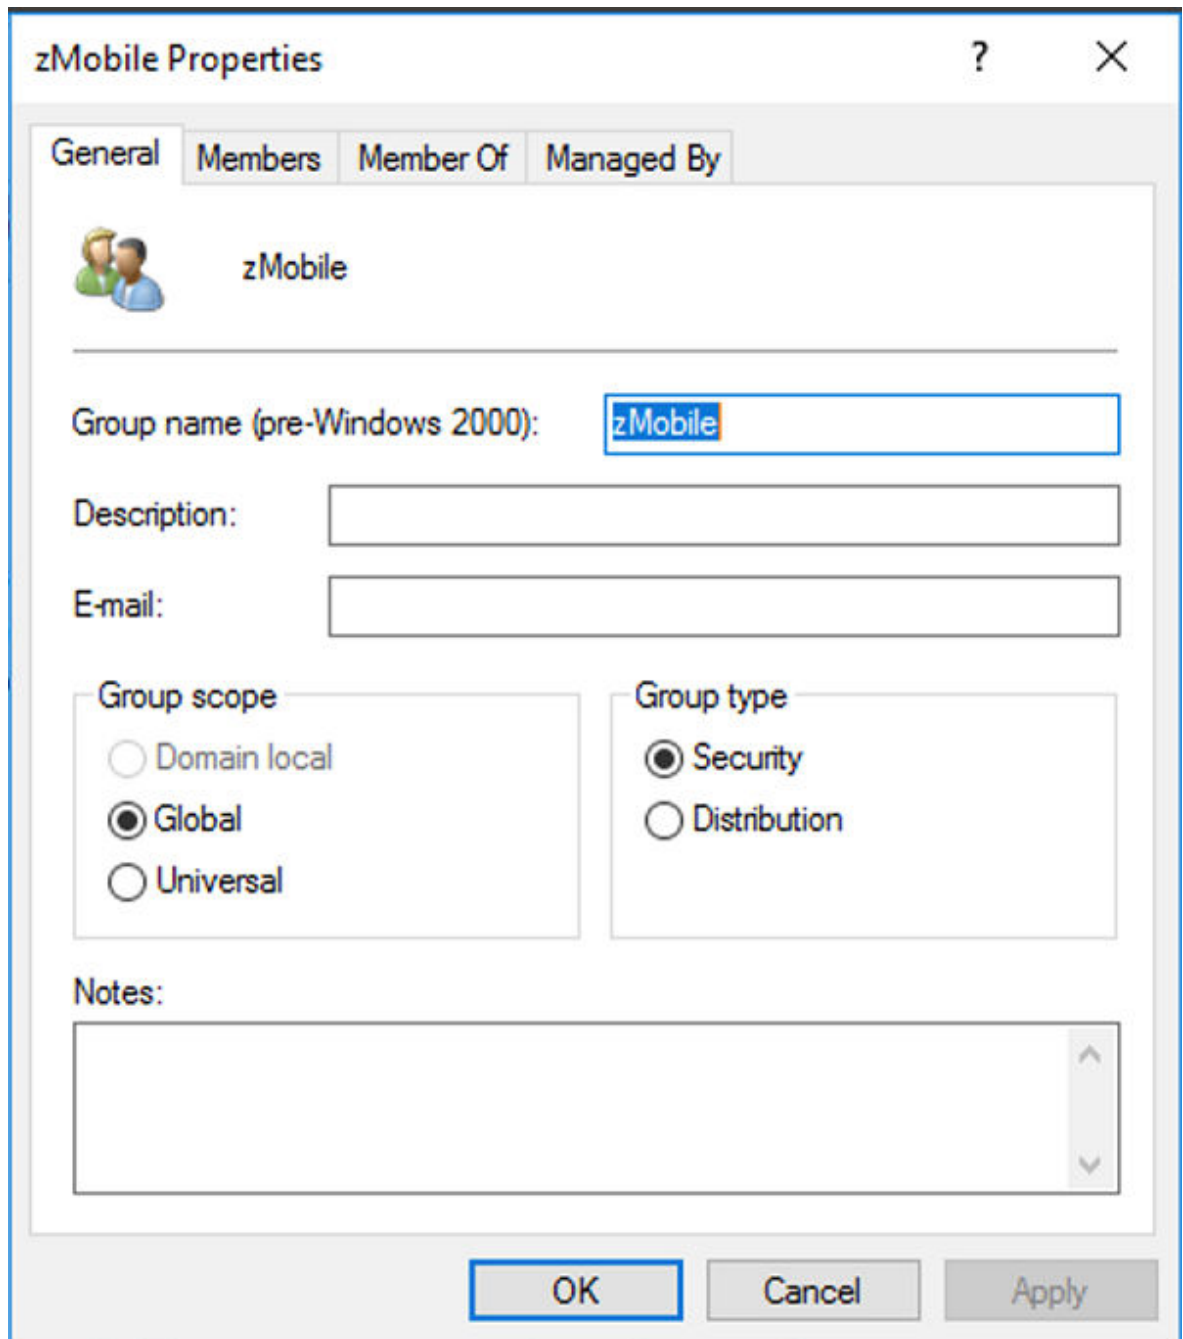 zMobile Properties
?
General Members Member Of Managed By
zMobile
Group name (pre-Windows 2000): zMobile
Description:
E-mail:
Group scope
Domain local
Global
Universal
Group type
Security
Distribution
Notes:
OK Cancel Apply